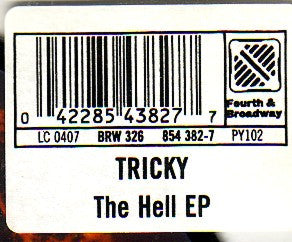 Fourth &
Broadway
0 42285 43827 7
LC 0407 BRW 326 854 382-7 PY102
TRICKY
The Hell EP